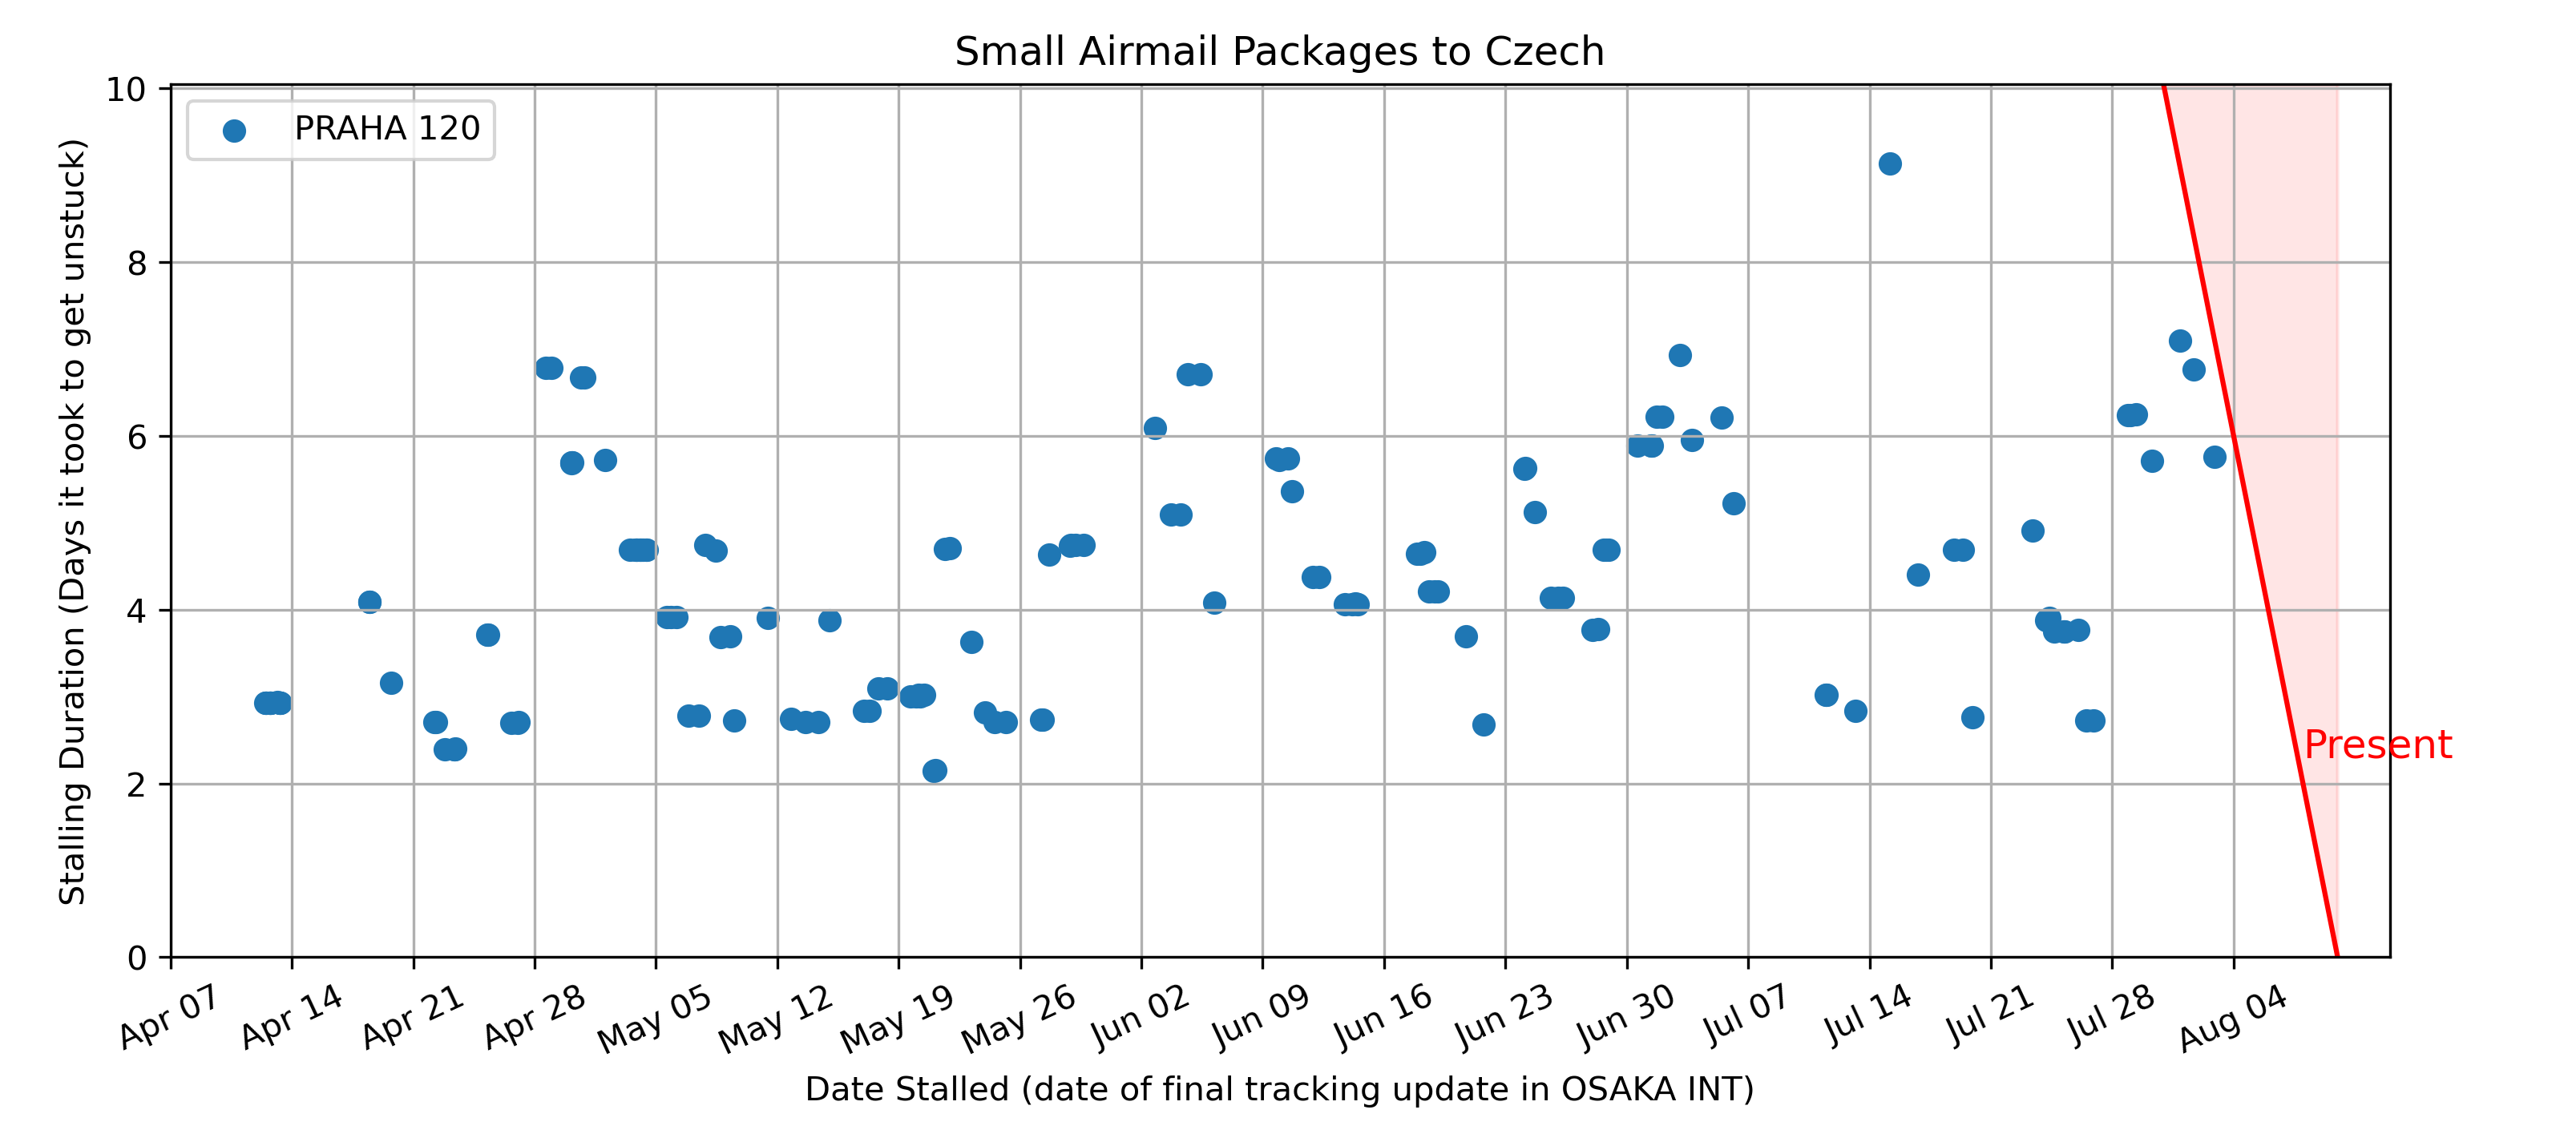 Small Airmail Packages to Czech
PRAHA 120
Stalling Duration (Days it took to get unstuck)
10
8
6
4
2
0
Present
Apr 07
Apr 14
Apr 21
Apr 28
May 05
May 12
May 19
May 26
Jun 02
Jun 09
Jun 16
Jun 23
Jun 30
Jul 07
Jul 14
Jul 21
Jul 28
Aug 04
Date Stalled (date of final tracking update in OSAKA INT)